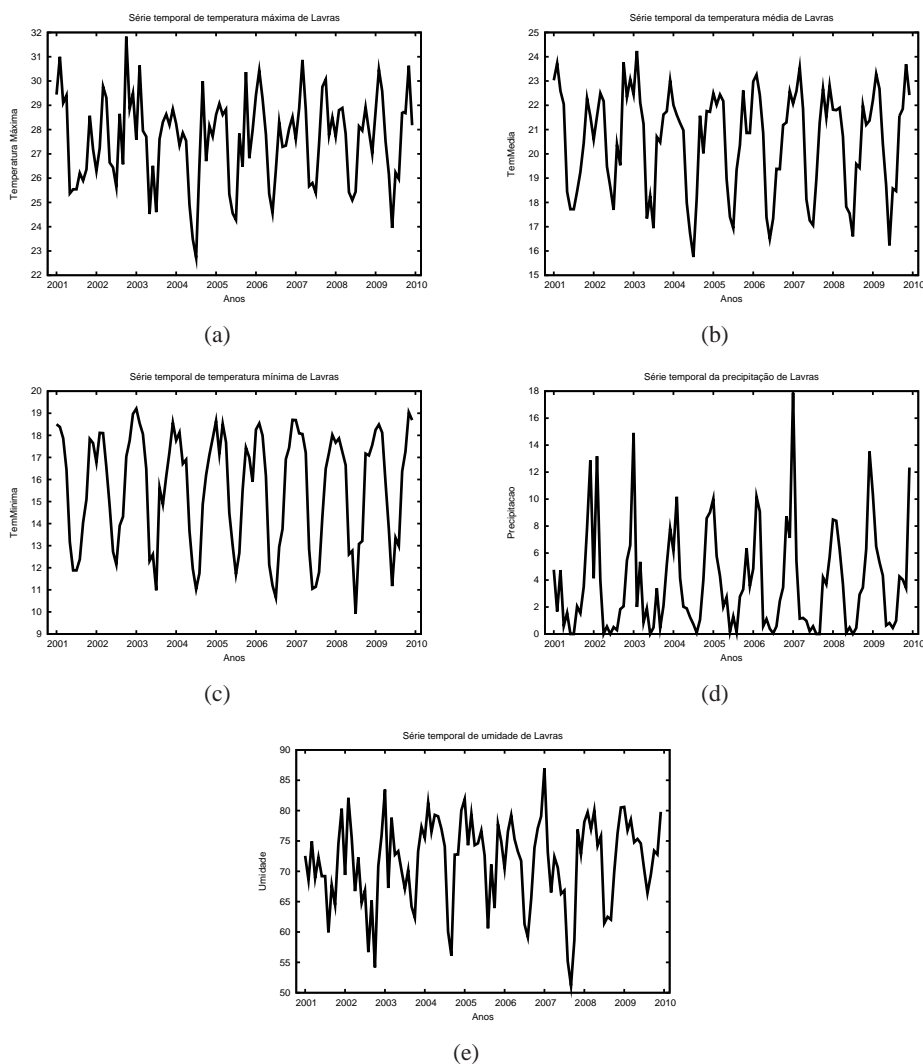 Série temporal de temperatura máxima de Lavras
Temperatura Máxima
32
31
30
29
28
27
26
25
24
23
22
2001 2002 2003 2004 2005 2006 2007 2008 2009 2010
Anos
(a)
Série temporal da temperatura média de Lavras
TemMedia
25
24
23
22
21
20
19
18
17
16
15
2001 2002 2003 2004 2005 2006 2007 2008 2009 2010
Anos
(b)
Série temporal de temperatura mínima de Lavras
TemMinima
20
19
18
17
16
15
14
13
12
11
10
9
2001 2002 2003 2004 2005 2006 2007 2008 2009 2010
Anos
(c)
Série temporal da precipitação de Lavras
Precipitacao
18
16
14
12
10
8
6
4
2
0
2001 2002 2003 2004 2005 2006 2007 2008 2009 2010
Anos
(d)
Série temporal de umidade de Lavras
Umidade
90
85
80
75
70
65
60
55
50
2001 2002 2003 2004 2005 2006 2007 2008 2009 2010
Anos
(e)